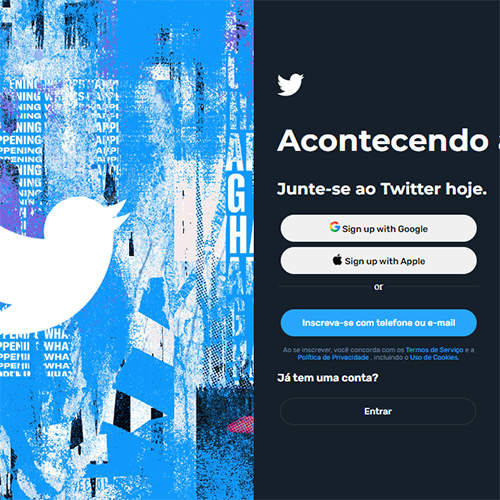 Acontecendo
Junte-se ao Twitter hoje.
Sign up with Google
Sign up with Apple
or
Inscreva-se com telefone ou e-mail
Ao se inscrever, você concorda com os Termos de Serviço e a
Política de Privacidade , incluindo o Uso de Cookies.
Já tem uma conta?
Entrar